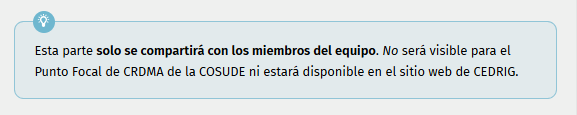 Esta parte solo se compartirá con los miembros del equipo. No será visible para el
Punto Focal de CRDMA de la COSUDE ni estará disponible en el sitio web de CEDRIG.